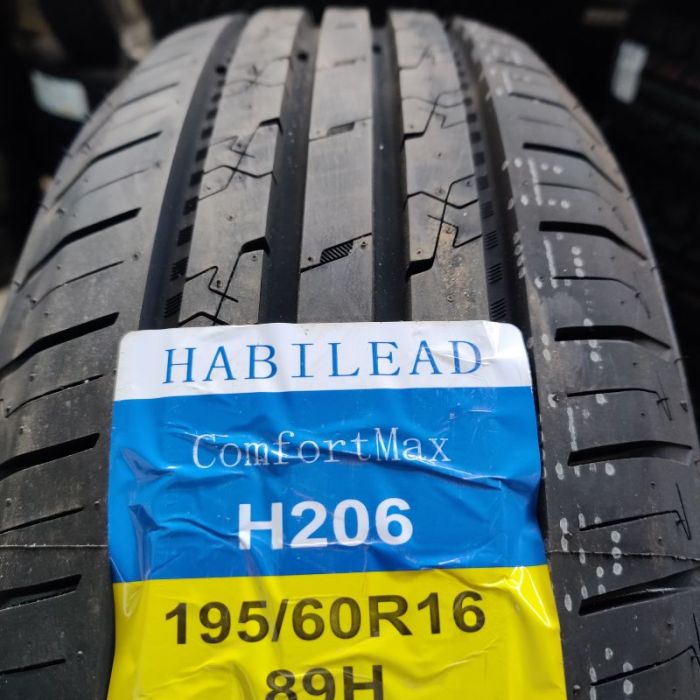 HABILEAD
ComfortMax
H206
195/60R16
89H